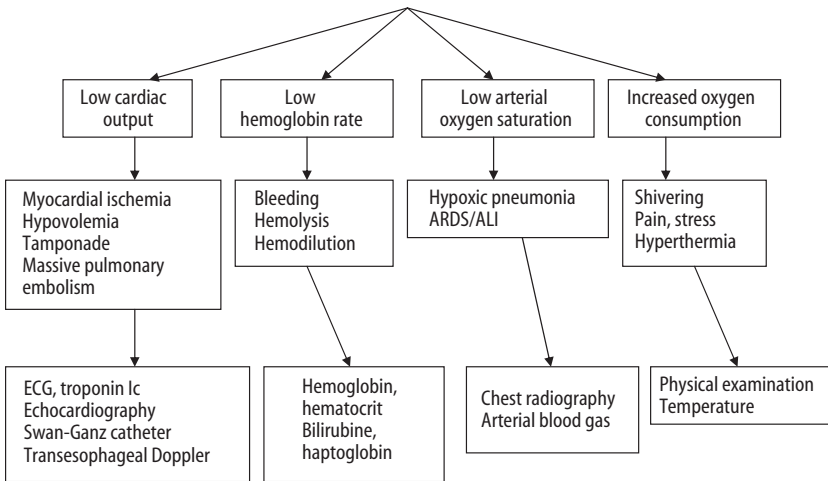 Low cardiac
output
Low
hemoglobin rate
Low arterial
oxygen saturation
Increased oxygen
consumption
Myocardial ischemia
Hypovolemia
Tamponade
Massive pulmonary
embolism
Bleeding
Hemolysis
Hemodilution
Hypoxic pneumonia
ARDS/ALI
Shivering
Pain, stress
Hyperthermia
ECG, troponin Ic
Echocardiography
Swan-Ganz catheter
Transesophageal Doppler
Hemoglobin,
hematocrit
Bilirubine,
haptoglobin
Chest radiography
Arterial blood gas
Physical examination
Temperature